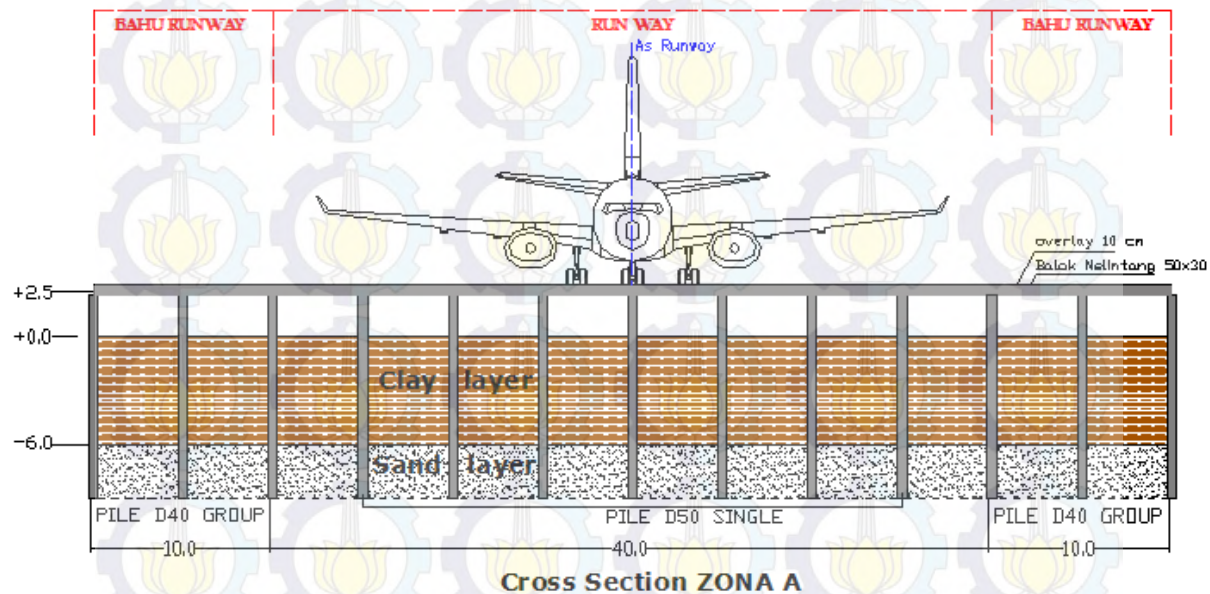 BAHU RUNWAY RUN WAY BAHU RUNWAY
As Runway
overlay 10 cm
Balok Melintang 50x30
+2.5
+0.0
Clay layer
-6.0
Sand layer
PILE D40 GROUP PILE D50 SINGLE PILE D40 GROUP
10.0 40.0 10.0
Cross Section ZONA A